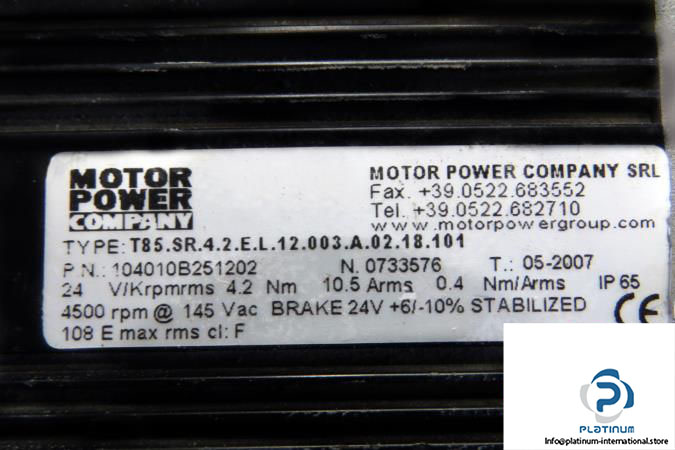 MOTOR
POWER
COMPANY
MOTOR POWER COMPANY SRL
Fax. +39.0522.683552
Tel. +39.0522.682710
www.motorpowergroup.com
TYPE: T85.SR.4.2.E.L.12.003.A.02.18.101
P.N.: 104010B251202 N. 0733576 T.: 05-2007
24 V/Krpmrms 4.2 Nm 10.5 Arms 0.4 Nm/Arms IP 65
4500 rpm @ 145 Vac BRAKE 24V +6/-10% STABILIZED
108 E max rms cl: F
CE
PLATINUM
info@platinum-international.store